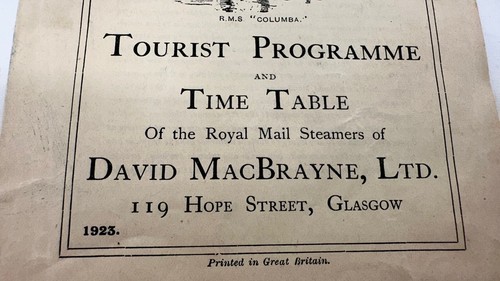 R.M.S "COLUMBA."
TOURIST PROGRAMME
AND
TIME TABLE
Of the Royal Mail Steamers of
DAVID MACBRAYNE, LTD.
119 HOPE STREET, GLASGOW
1923.
Printed in Great Britain.